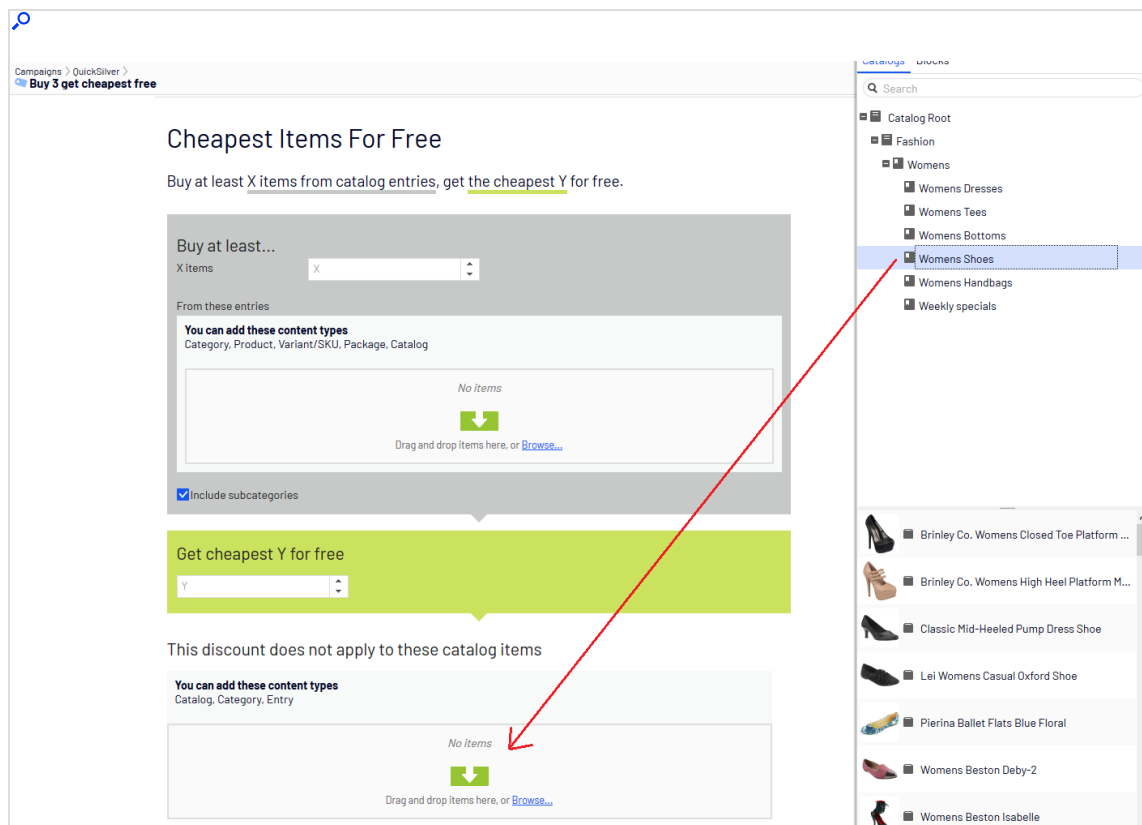 Campaigns > QuickSilver >
Buy 3 get cheapest free
Cheapest Items For Free
Buy at least X items from catalog entries, get the cheapest Y for free.
Buy at least...
X items
X
From these entries
You can add these content types
Category, Product, Variant/SKU, Package, Catalog
No items
Drag and drop items here, or Browse...
Include subcategories
Get cheapest Y for free
Y
This discount does not apply to these catalog items
You can add these content types
Catalog, Category, Entry
No items
Drag and drop items here, or Browse...
Catalogs Blocks
Search
Catalog Root
Fashion
Womens
Womens Dresses
Womens Tees
Womens Bottoms
Womens Shoes
Womens Handbags
Weekly specials
Brinley Co. Womens Closed Toe Platform ...
Brinley Co. Womens High Heel Platform M...
Classic Mid-Heeled Pump Dress Shoe
Lei Womens Casual Oxford Shoe
Pierina Ballet Flats Blue Floral
Womens Beston Deby-2
Womens Beston Isabelle